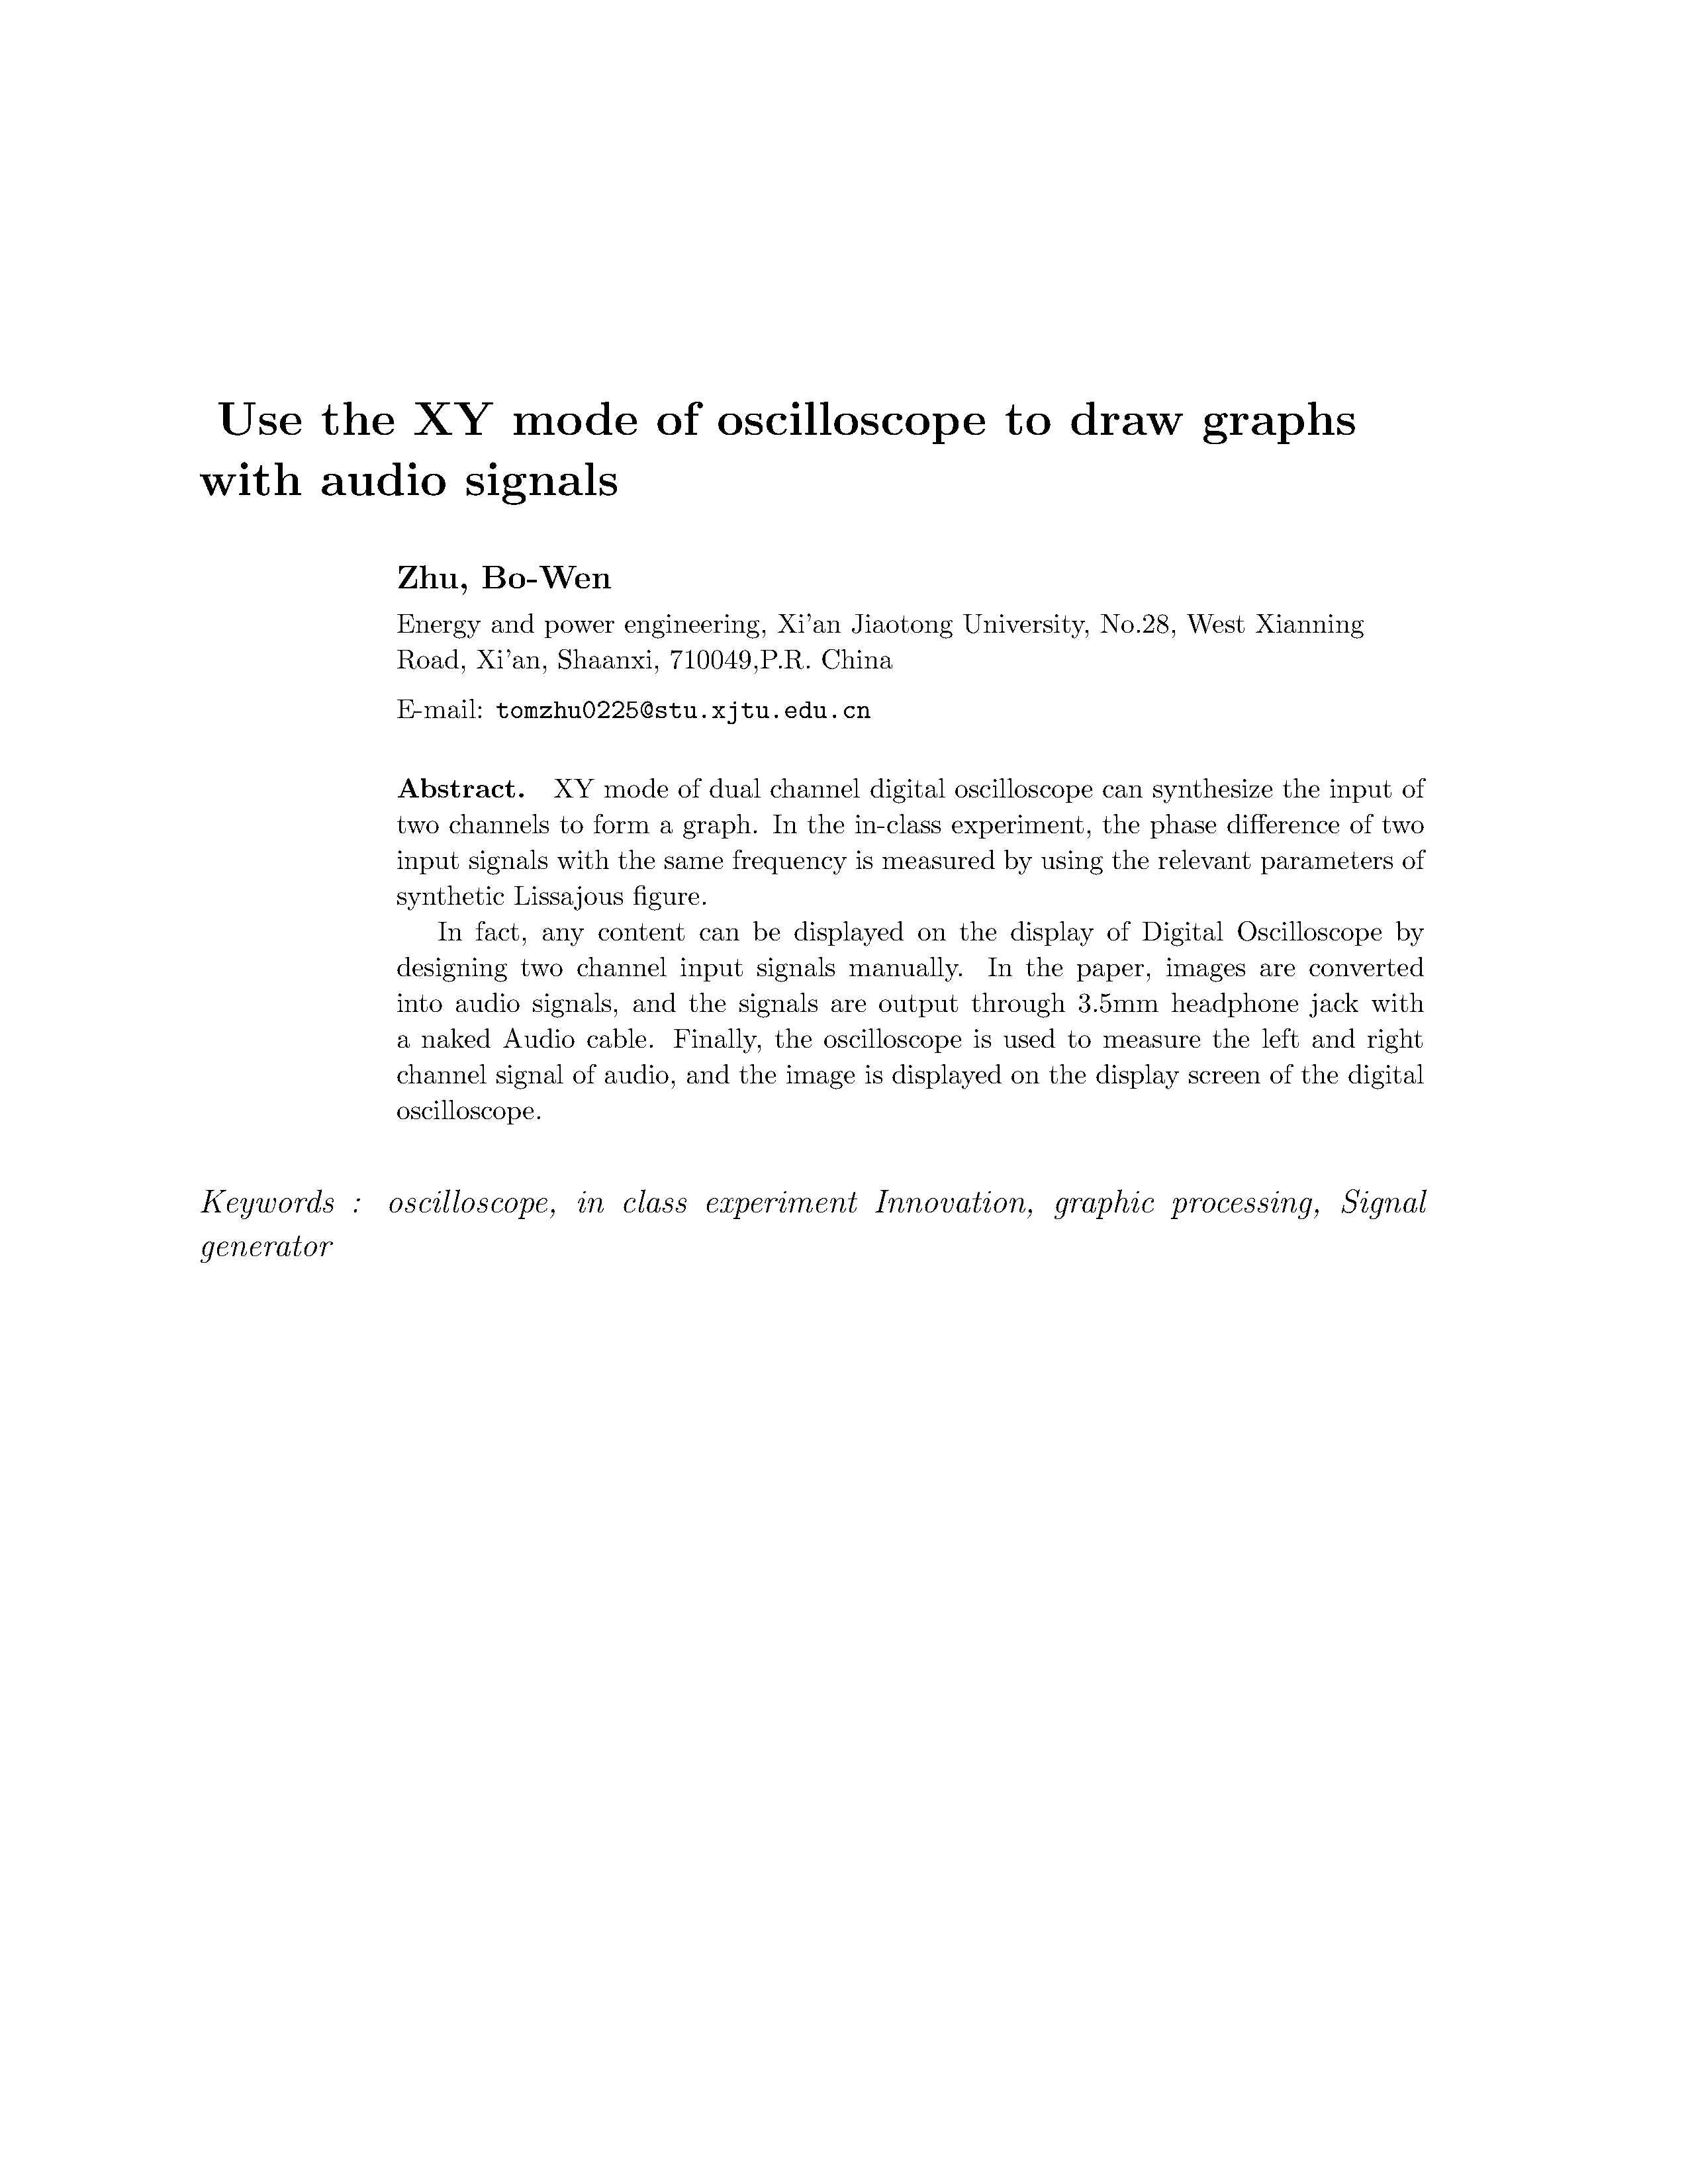 Use the XY mode of oscilloscope to draw graphs
with audio signals
Zhu, Bo-Wen
Energy and power engineering, Xi'an Jiaotong University, No.28, West Xianning
Road, Xi'an, Shaanxi, 710049,P.R. China
E-mail: tomzhu0225@stu.xjtu.edu.cn
Abstract. XY mode of dual channel digital oscilloscope can synthesize the input of
two channels to form a graph. In the in-class experiment, the phase difference of two
input signals with the same frequency is measured by using the relevant parameters of
synthetic Lissajous figure.
In fact, any content can be displayed on the display of Digital Oscilloscope by
designing two channel input signals manually. In the paper, images are converted
into audio signals, and the signals are output through 3.5mm headphone jack with
a naked Audio cable. Finally, the oscilloscope is used to measure the left and right
channel signal of audio, and the image is displayed on the display screen of the digital
oscilloscope.
Keywords : oscilloscope, in class experiment Innovation, graphic processing, Signal
generator